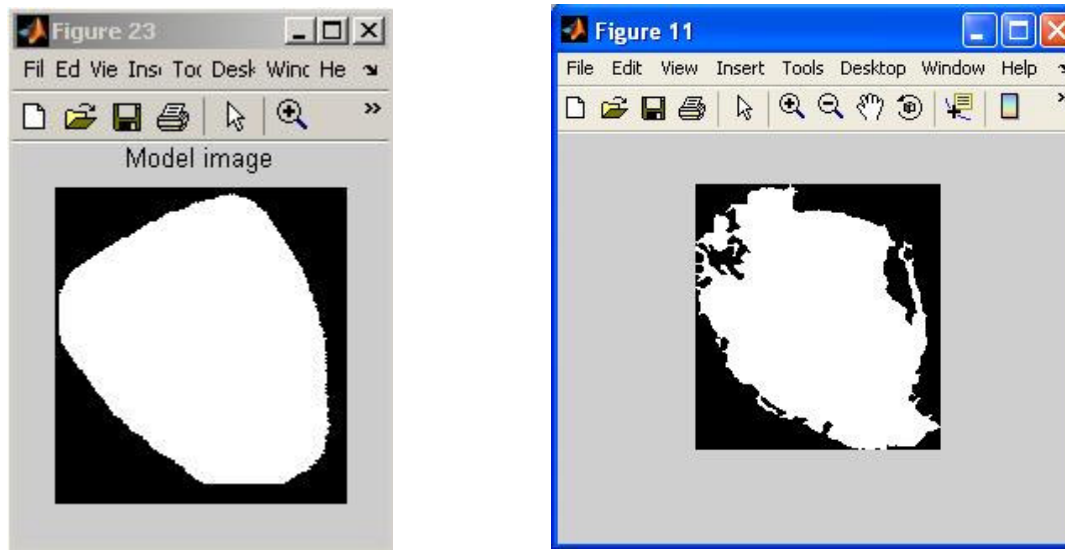 Figure 23
Fil Ed Vie Ins Too Desk Winc He
Model image
Figure 11
File Edit View Insert Tools Desktop Window Help